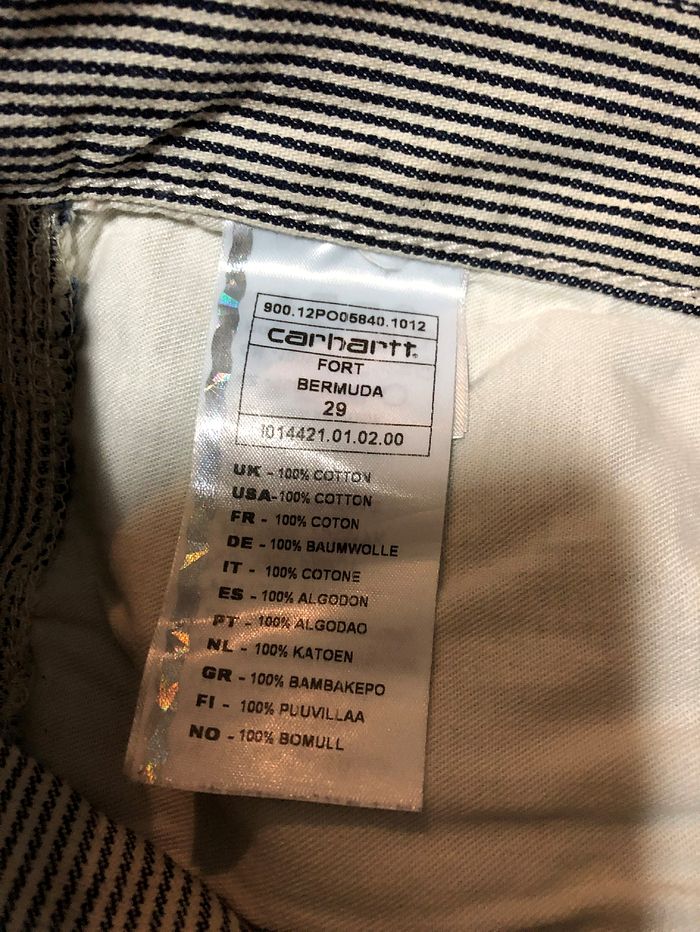 900.12PO05840.1012
carhartt.
FORT
BERMUDA
29
I014421.01.02.00
UK - 100% COTTON
USA-100% COTTON
FR - 100% COTON
DE - 100% BAUMWOLLE
IT - 100% COTONE
ES - 100% ALGODON
PT - 100% ALGODAO
NL - 100% KATOEN
GR - 100% BAMBAKEPO
FI - 100% PUUVILLAA
NO - 100% BOMULL